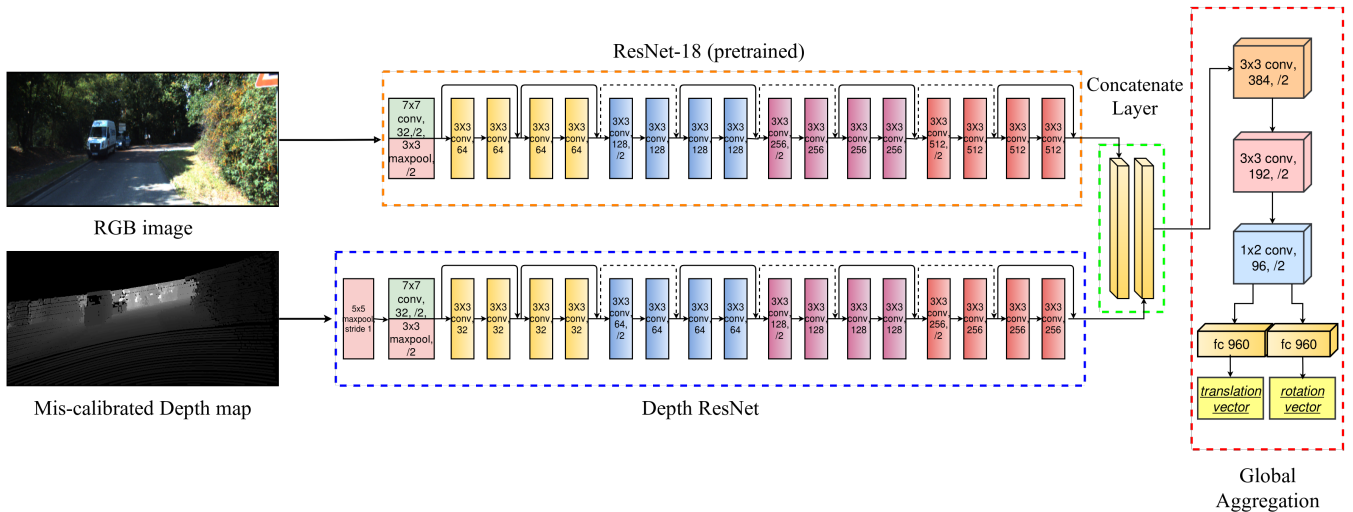 ResNet-18 (pretrained)
7x7
conv,
32,/2,
3x3
maxpool,
/2
3X3
conv,
64
3X3
conv,
64
3X3
conv,
64
3X3
conv,
64
3X3
conv
128,
/2
3X3
conv,
128
3X3
conv,
128
3X3
conv,
128
3X3
conv
256,
/2
3X3
conv,
256
3X3
conv,
256
3X3
conv,
256
3X3
conv
512,
/2
3X3
conv,
512
3X3
conv,
512
3X3
conv,
512
RGB image
Concatenate
Layer
5x5
maxpool
stride 1
7x7
conv,
32, /2,
3x3
maxpool,
/2
3X3
conv,
32
3X3
conv,
32
3X3
conv,
32
3X3
conv,
32
3X3
conv
64,
/2
3X3
conv,
64
3X3
conv,
64
3X3
conv,
64
3X3
conv
128,
/2
3X3
conv,
128
3X3
conv,
128
3X3
conv,
128
3X3
conv
256,
/2
3X3
conv,
256
3X3
conv,
256
3X3
conv,
256
Mis-calibrated Depth map
Depth ResNet
3x3 conv,
384, /2
3x3 conv,
192, /2
1x2 conv,
96, /2
fc 960
fc 960
translation
vector
rotation
vector
Global
Aggregation